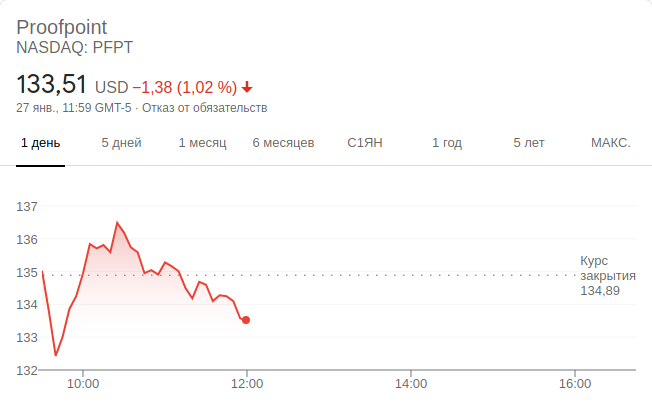 Proofpoint
NASDAQ: PFPT
133,51 USD −1,38 (1,02 %)
27 янв., 11:59 GMT-5 · Отказ от обязательств
1 день 5 дней 1 месяц 6 месяцев С1ЯН 1 год 5 лет МАКС.
137
136
135
134
133
132
Курс
закрытия
134,89
10:00 12:00 14:00 16:00